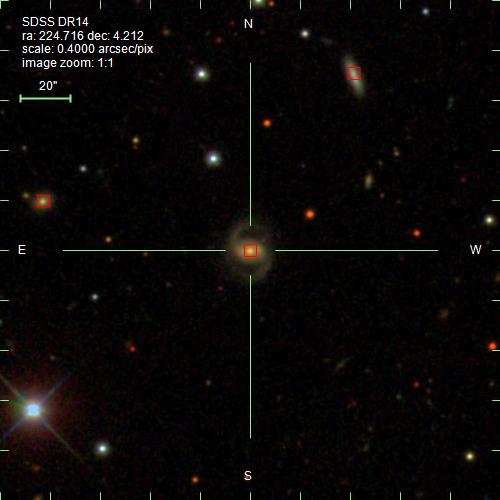 SDSS DR14
ra: 224.716 dec: 4.212
scale: 0.4000 arcsec/pix
image zoom: 1:1
20"
N
E
W
S